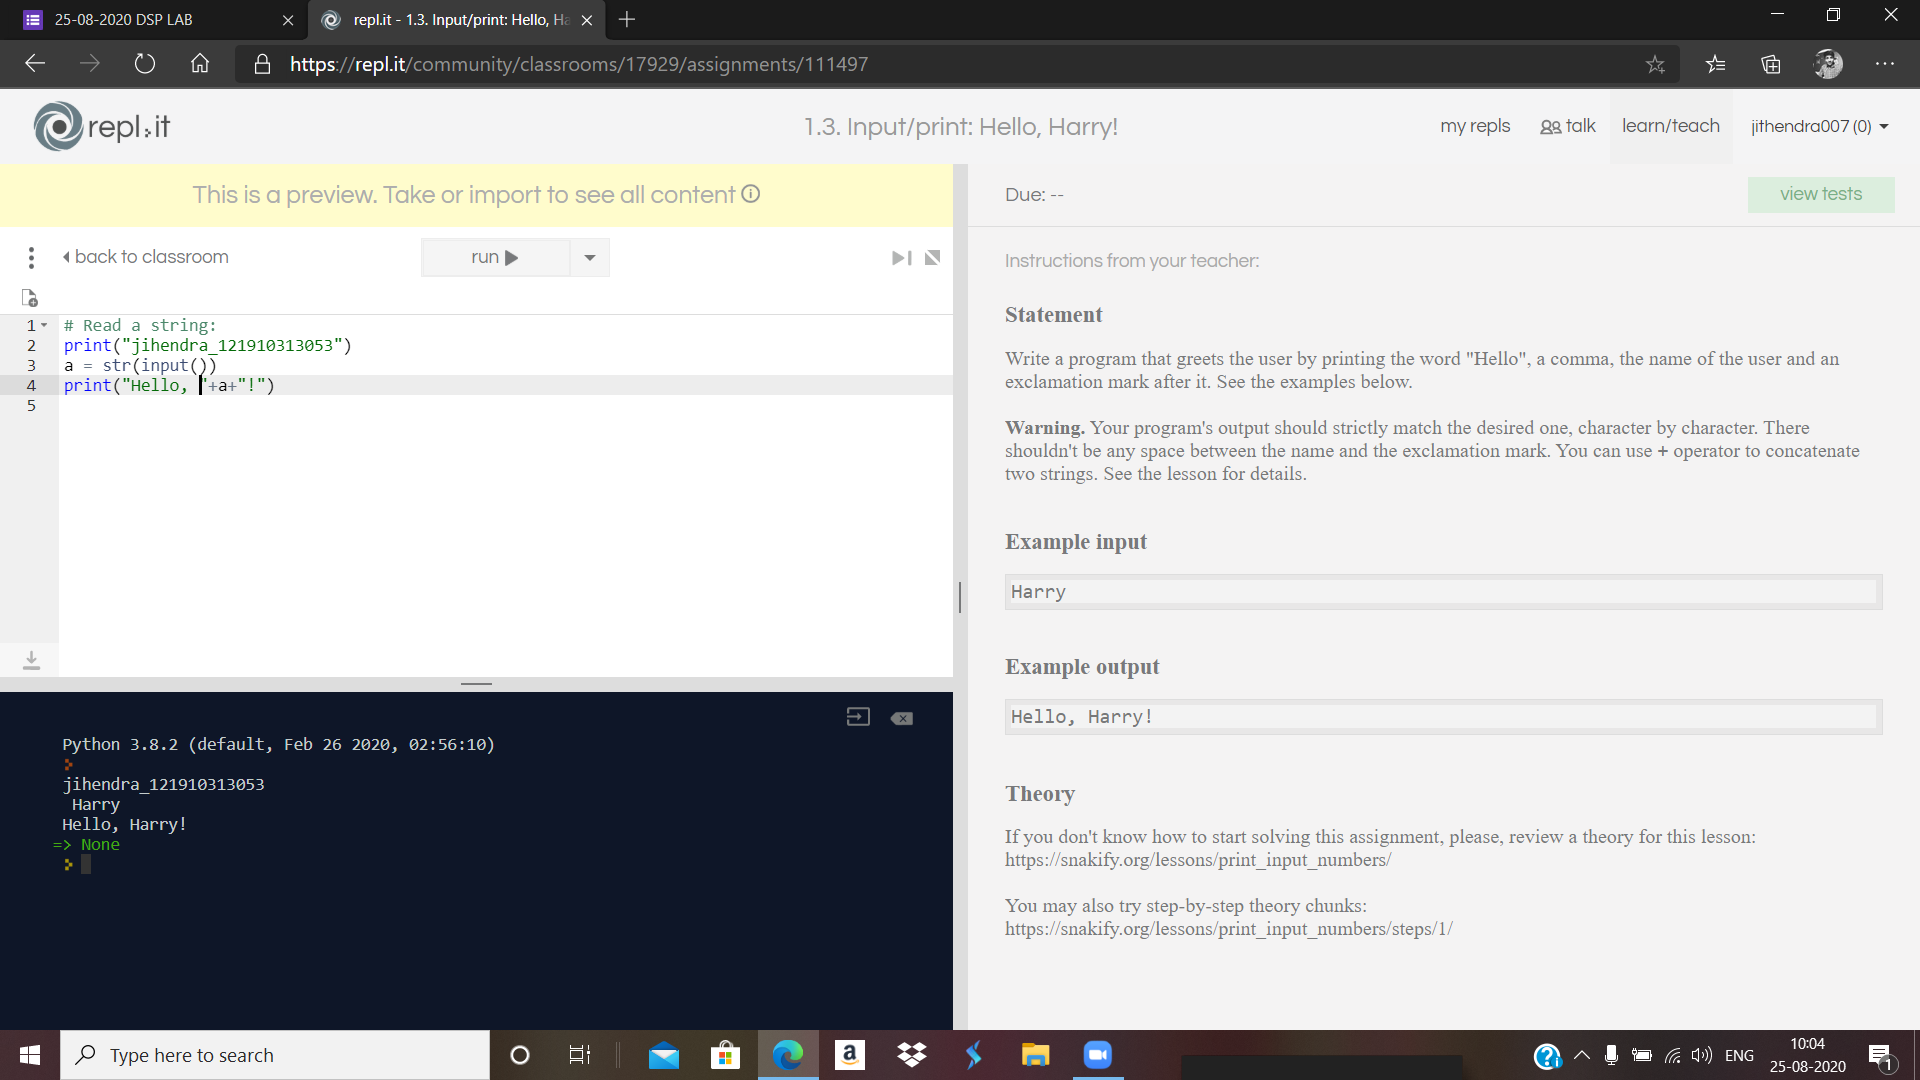 25-08-2020 DSP LAB
repl.it - 1.3. Input/print: Hello, Ha
https://repl.it/community/classrooms/17929/assignments/111497
repl.it
1.3. Input/print: Hello, Harry!
my repls
talk
learn/teach
jithendra007 (0)
This is a preview. Take or import to see all content
Due: --
view tests
back to classroom
run
Instructions from your teacher:
1 # Read a string:
2 print("jihendra_121910313053")
3 a = str(input())
4 print("Hello, "+a+"!")
5
Statement
Write a program that greets the user by printing the word "Hello", a comma, the name of the user and an
exclamation mark after it. See the examples below.
Warning. Your program's output should strictly match the desired one, character by character. There
shouldn't be any space between the name and the exclamation mark. You can use + operator to concatenate
two strings. See the lesson for details.
Example input
Harry
Example output
Hello, Harry!
Theory
If you don't know how to start solving this assignment, please, review a theory for this lesson:
https://snakify.org/lessons/print_input_numbers/
You may also try step-by-step theory chunks:
https://snakify.org/lessons/print_input_numbers/steps/1/
Python 3.8.2 (default, Feb 26 2020, 02:56:10)
jihendra_121910313053
Harry
Hello, Harry!
=> None
Type here to search
ENG
10:04
25-08-2020
1